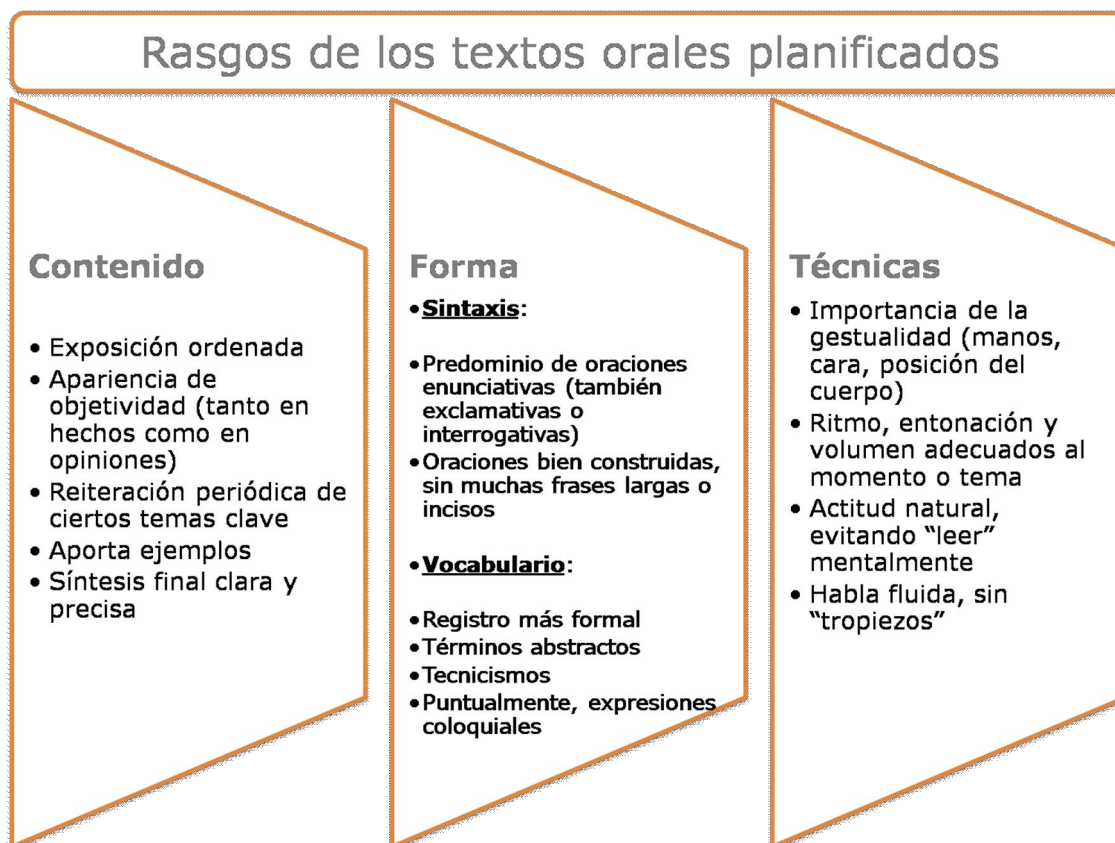 Rasgos de los textos orales planificados
Contenido
• Exposición ordenada
• Apariencia de
objetividad (tanto en
hechos como en
opiniones)
• Reiteración periódica de
ciertos temas clave
• Aporta ejemplos
• Síntesis final clara y
precisa
Forma
• Sintaxis:
• Predominio de oraciones
enunciativas (también
exclamativas o
interrogativas)
• Oraciones bien construidas,
sin muchas frases largas o
incisos
• Vocabulario:
• Registro más formal
• Términos abstractos
• Tecnicismos
• Puntualmente, expresiones
coloquiales
Técnicas
• Importancia de la
gestualidad (manos,
cara, posición del
cuerpo)
• Ritmo, entonación y
volumen adecuados al
momento o tema
• Actitud natural,
evitando “leer”
mentalmente
• Habla fluida, sin
“tropiezos”